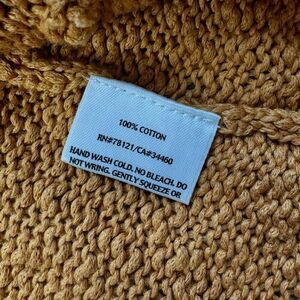 100% COTTON
RN#78121/CA#34460
HAND WASH COLD. NO BLEACH. DO
NOT WRING. GENTLY SQUEEZE OR